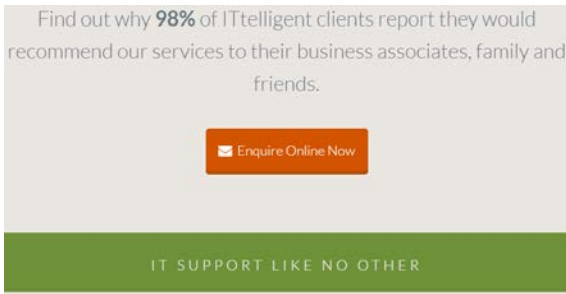 Find out why 98% of ITtelligent clients report they would
recommend our services to their business associates, family and
friends.
Enquire Online Now
IT SUPPORT LIKE NO OTHER